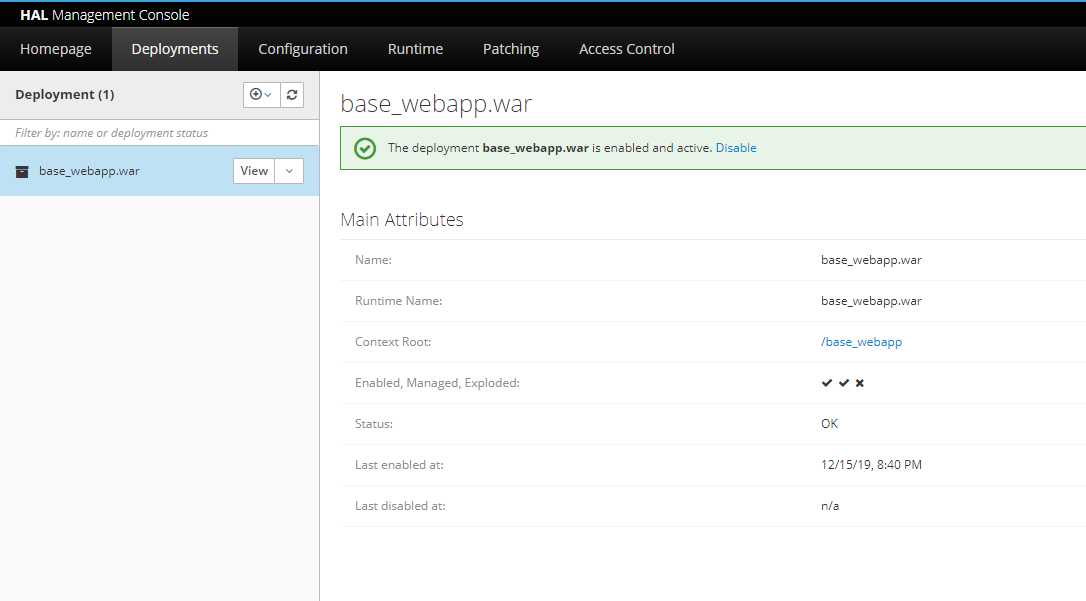 HAL Management Console
Homepage Deployments Configuration Runtime Patching Access Control
Deployment (1)
Filter by: name or deployment status
base_webapp.war View
base_webapp.war
The deployment base_webapp.war is enabled and active. Disable
Main Attributes
Name: base_webapp.war
Runtime Name: base_webapp.war
Context Root: /base_webapp
Enabled, Managed, Exploded:
Status: OK
Last enabled at: 12/15/19, 8:40 PM
Last disabled at: n/a